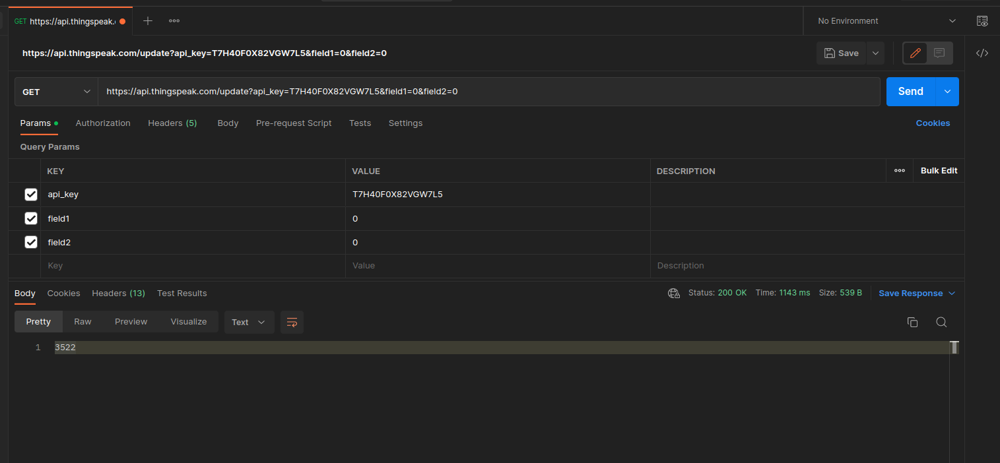 GET https://api.thingspeak.
No Environment
https://api.thingspeak.com/update?api_key=T7H40F0X82VGW7L5&field1=0&field2=0
Save
GET https://api.thingspeak.com/update?api_key=T7H40F0X82VGW7L5&field1=0&field2=0 Send
Params Authorization Headers (5) Body Pre-request Script Tests Settings Cookies
Query Params
KEY VALUE DESCRIPTION Bulk Edit
api_key T7H40F0X82VGW7L5
field1 0
field2 0
Key Value Description
Body Cookies Headers (13) Test Results Status: 200 OK Time: 1143 ms Size: 539 B Save Response
Pretty Raw Preview Visualize Text
1 3522